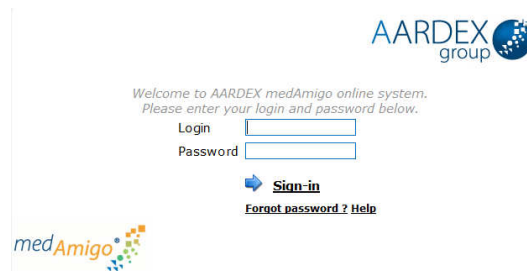 AARDEX
group
Welcome to AARDEX medAmigo online system.
Please enter your login and password below.
Login
Password
Sign-in
Forgot password ? Help
medAmigo